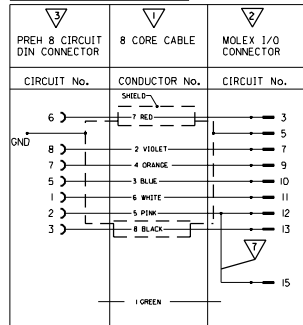 3 1 2
PREH 8 CIRCUIT DIN CONNECTOR
8 CORE CABLE
MOLEX I/O CONNECTOR
CIRCUIT No. CONDUCTOR No. CIRCUIT No.
SHIELD
6 7 RED 3
GND 5
8 2 VIOLET 7
7 4 ORANGE 9
5 3 BLUE 10
1 6 WHITE 11
2 5 PINK 12
3 8 BLACK 13
7
15
1 GREEN